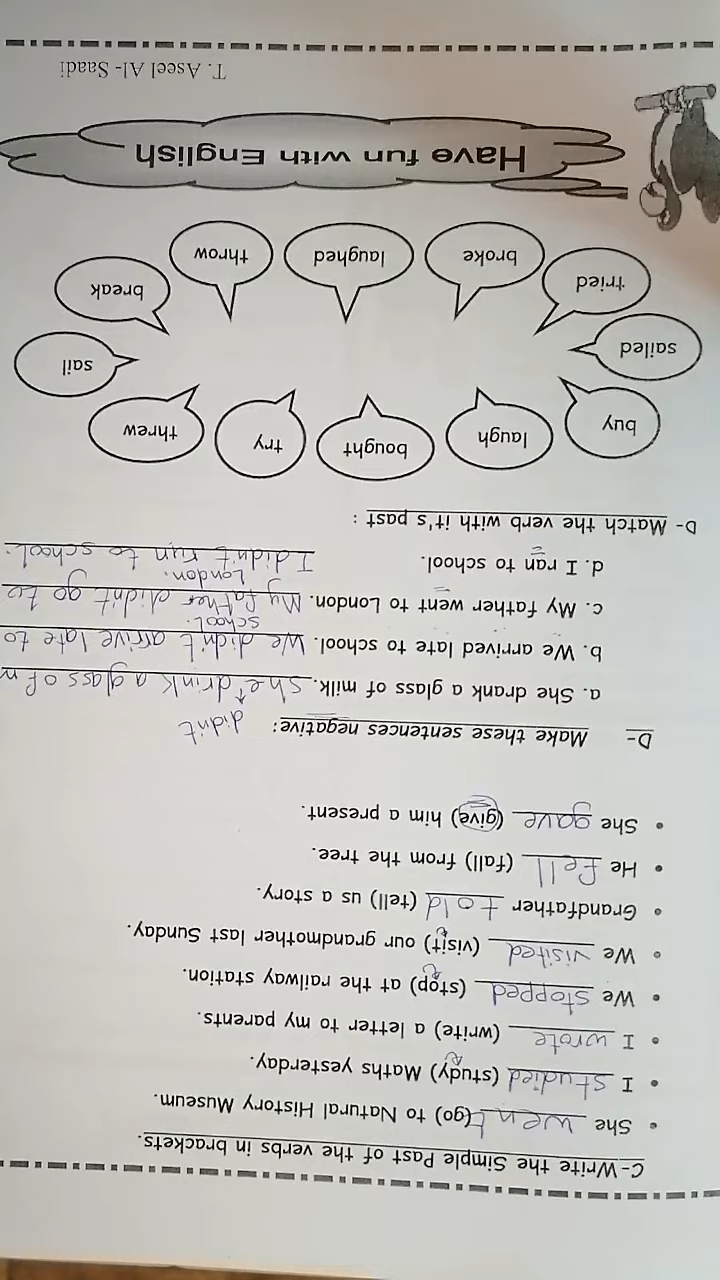 C-Write the Simple Past of the verbs in brackets.
• She went (go) to Natural History Museum.
• I studied (study) Maths yesterday.
• I wrote (write) a letter to my parents.
• We stopped (stop) at the railway station.
• We visited (visit) our grandmother last Sunday.
• Grandfather told (tell) us a story.
• He fell (fall) from the tree.
• She gave (give) him a present.
D- Make these sentences negative: didn't
a. She drank a glass of milk. She drink a glass of
b. We arrived late to school. We didn't arrive late to
school.
c. My father went to London. My father didn't go to
London.
d. I ran to school. I didn't run to school.
D- Match the verb with it's past :
buy laugh bought try threw
sailed sail
tried broke laughed throw break
Have fun with English
T. Aseel Al- Saadi